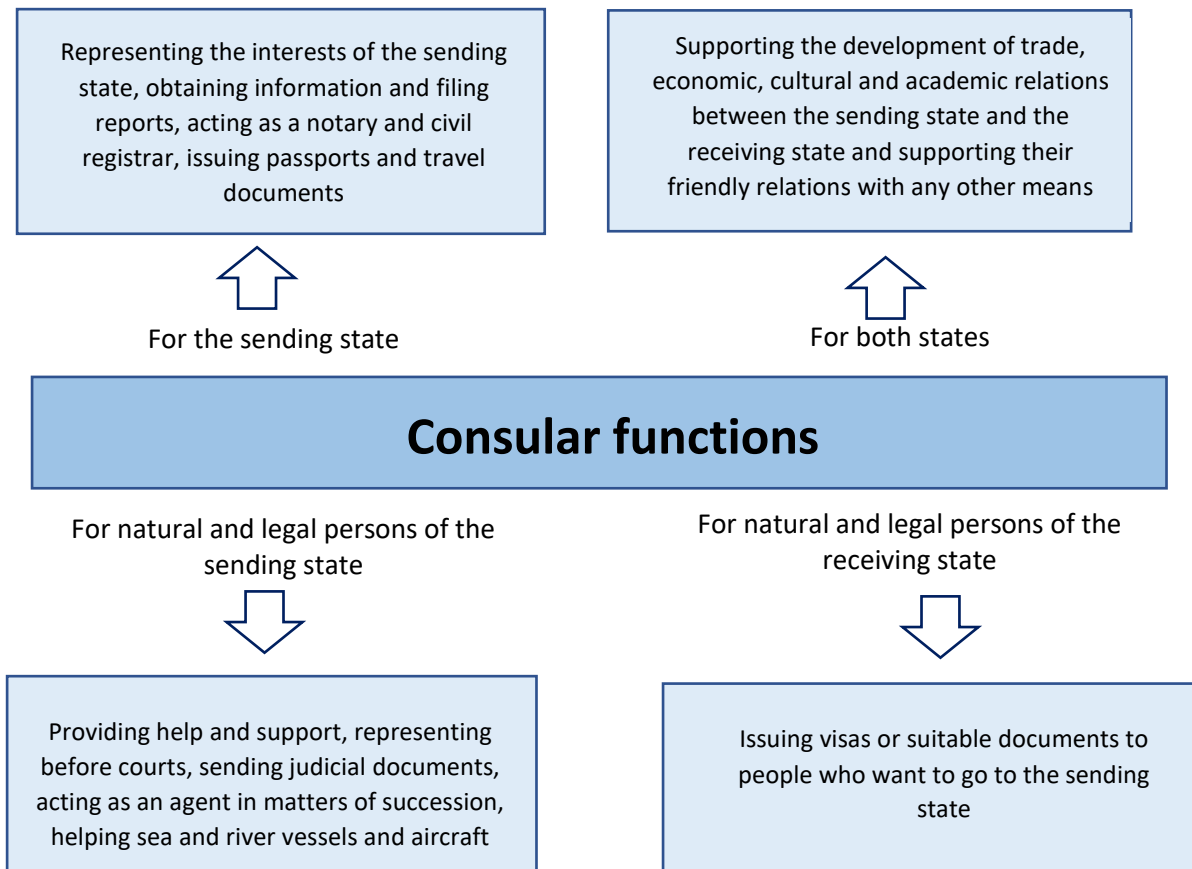 Representing the interests of the sending
state, obtaining information and filing
reports, acting as a notary and civil
registrar, issuing passports and travel
documents
Supporting the development of trade,
economic, cultural and academic relations
between the sending state and the
receiving state and supporting their
friendly relations with any other means
For the sending state
For both states
Consular functions
For natural and legal persons of the
sending state
For natural and legal persons of the
receiving state
Providing help and support, representing
before courts, sending judicial documents,
acting as an agent in matters of succession,
helping sea and river vessels and aircraft
Issuing visas or suitable documents to
people who want to go to the sending
state